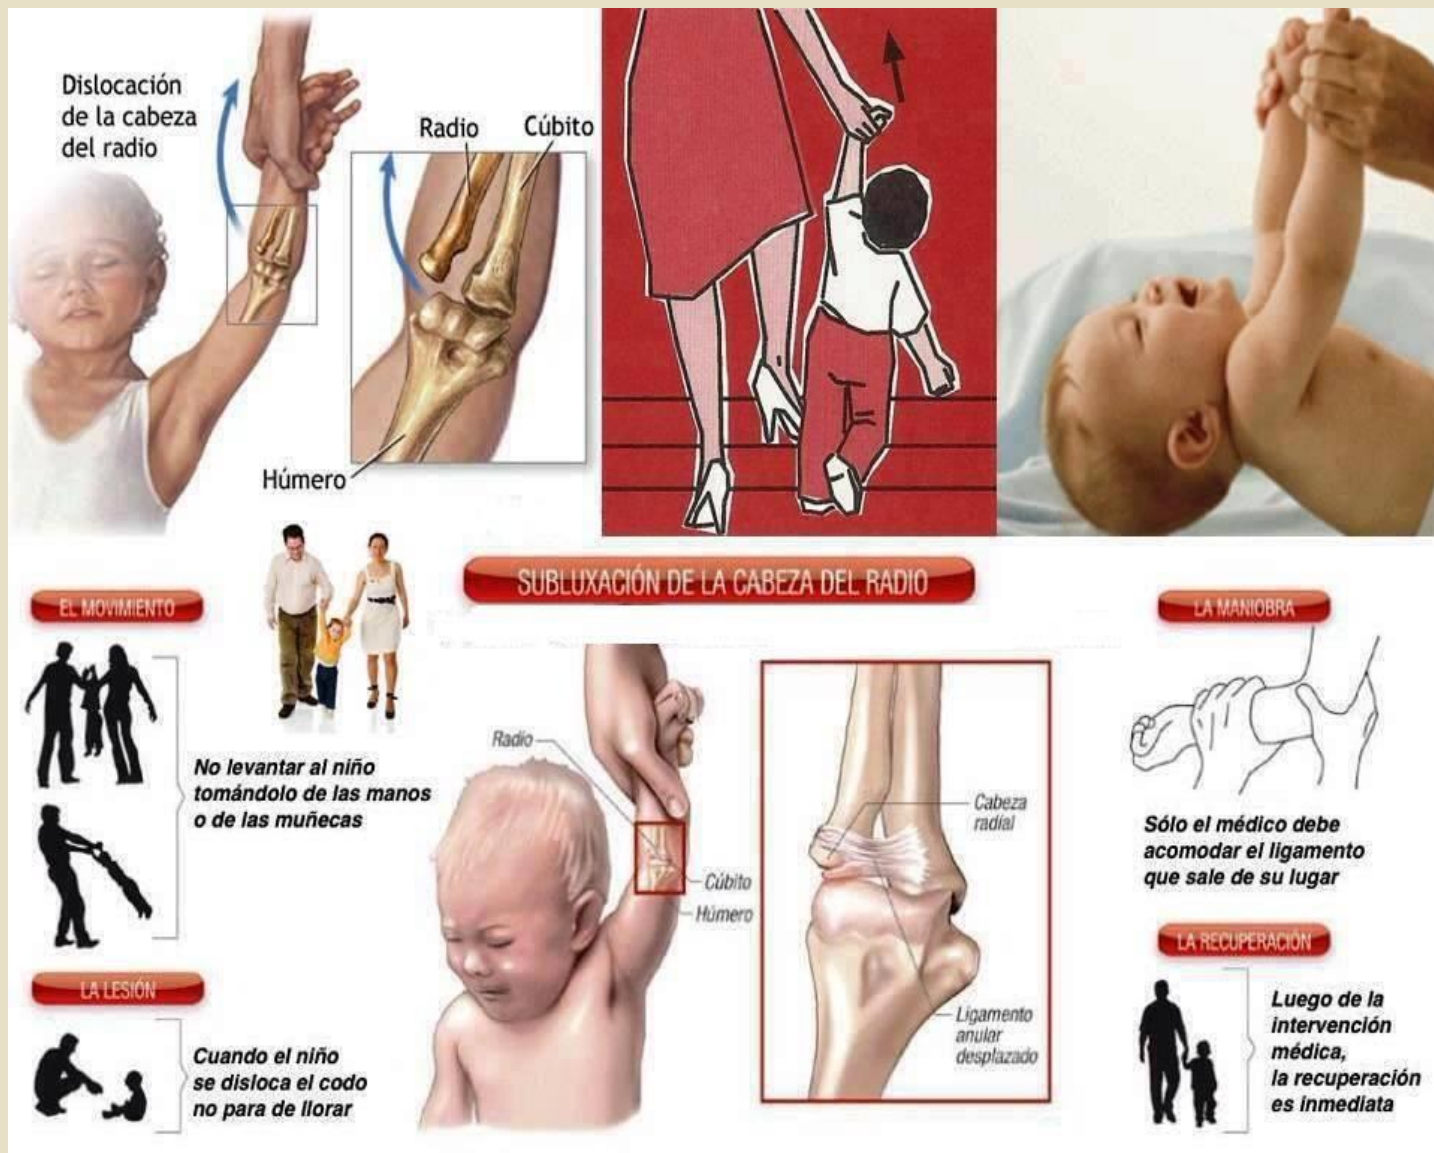 Dislocación
de la cabeza
del radio
Radio
Cúbito
Húmero
SUBLUXACIÓN DE LA CABEZA DEL RADIO
EL MOVIMIENTO
No levantar al niño
tomándolo de las manos
o de las muñecas
LA LESIÓN
Cuando el niño
se disloca el codo
no para de llorar
Radio
Cúbito
Húmero
Cabeza
radial
Ligamento
anular
desplazado
LA MANIOBRA
Sólo el médico debe
acomodar el ligamento
que sale de su lugar
LA RECUPERACIÓN
Luego de la
intervención
médica,
la recuperación
es inmediata